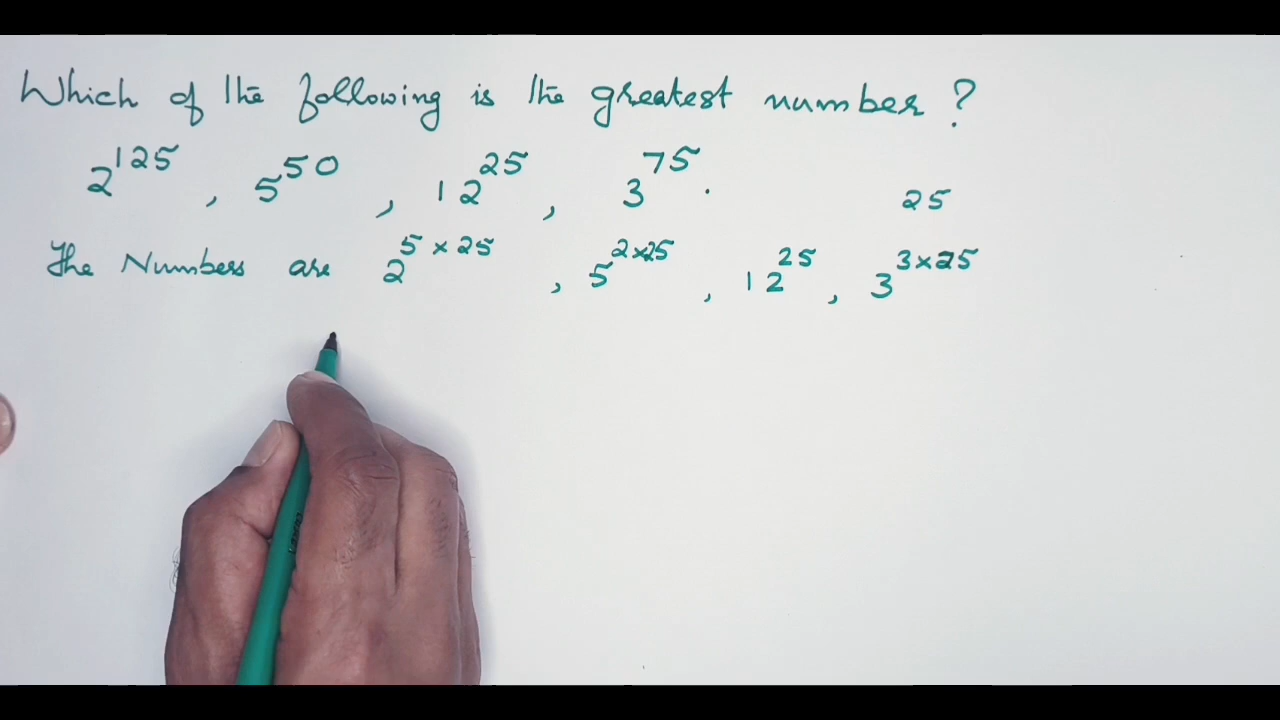 Which of the following is the greatest number?
2^125, 5^50, 12^25, 3^75.
25
The Numbers are 2^5×25, 5^2×25, 12^25, 3^3×25